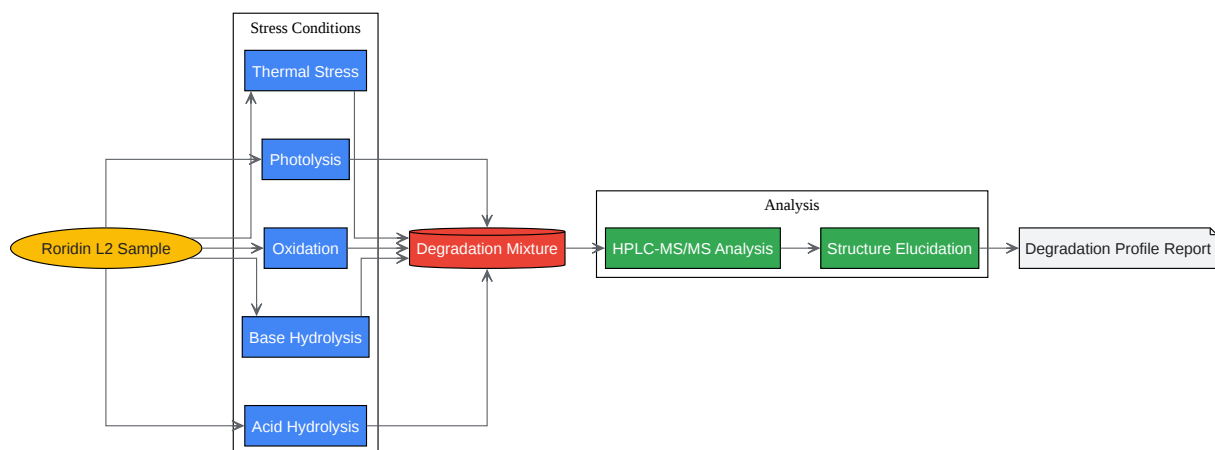 Stress Conditions
Thermal Stress
Photolysis
Roridin L2 Sample
Oxidation
Base Hydrolysis
Acid Hydrolysis
Degradation Mixture
Analysis
HPLC-MS/MS Analysis
Structure Elucidation
Degradation Profile Report